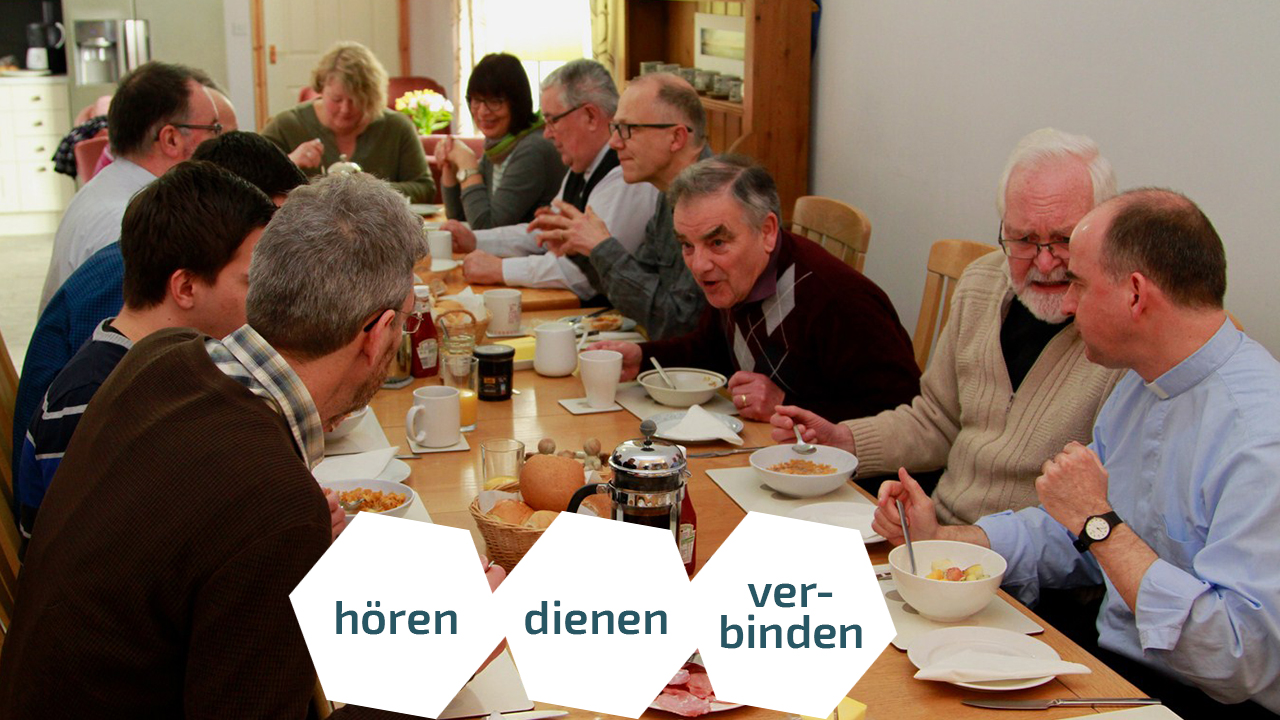 hören
dienen
ver-
binden